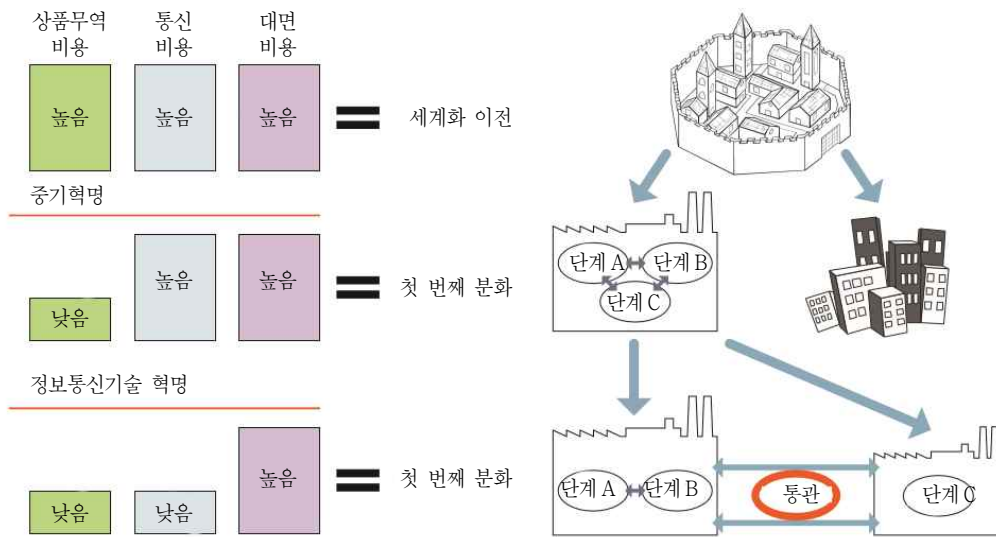 상품무역
비용
통신
비용
대면
비용
높음
높음
높음
세계화 이전
중기혁명
높음
높음
낮음
첫 번째 분화
단계 A
단계 B
단계 C
정보통신기술 혁명
높음
낮음
낮음
첫 번째 분화
단계 A
단계 B
통관
단계 C